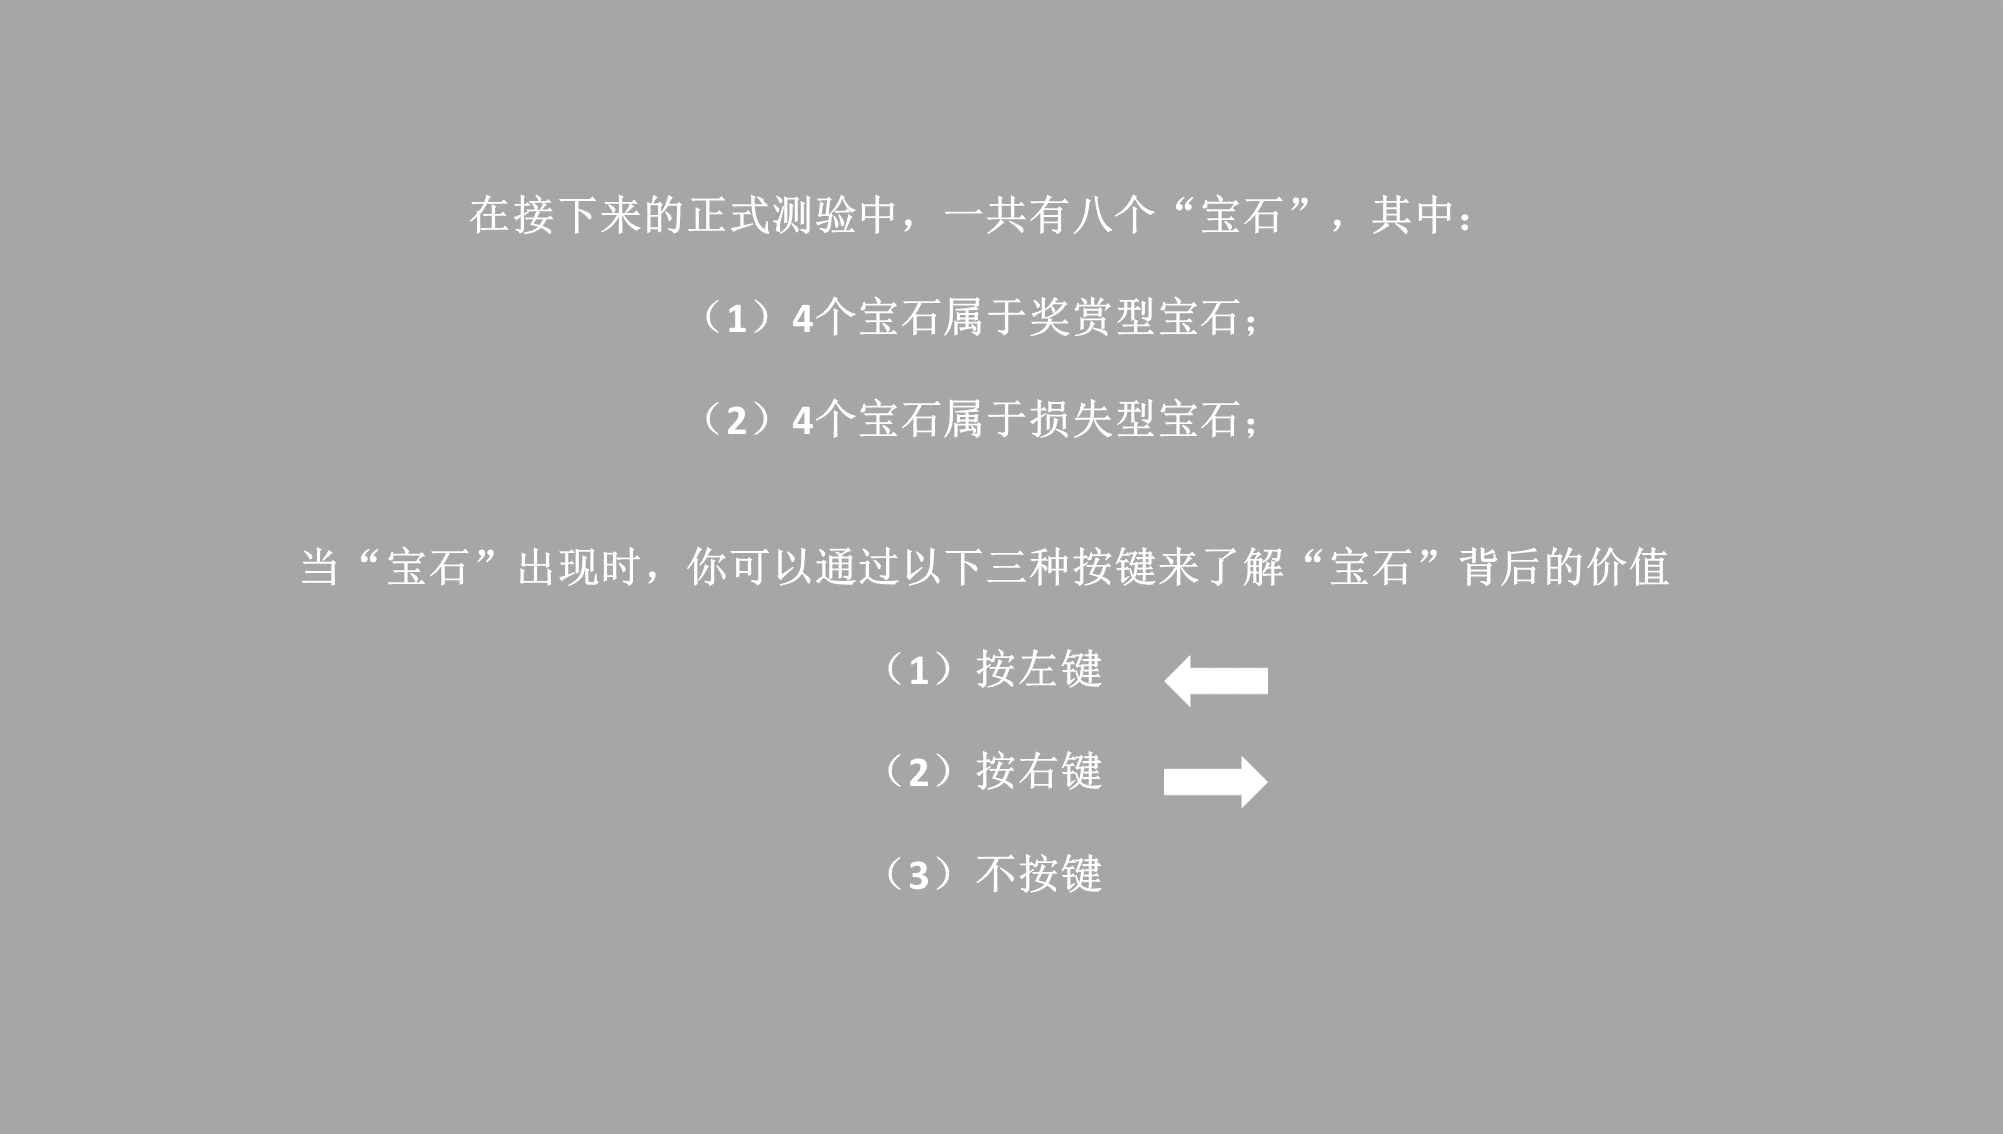 在接下来的正式测验中，一共有八个“宝石”，其中：
（1）4个宝石属于奖赏型宝石；
（2）4个宝石属于损失型宝石；
当“宝石”出现时，你可以通过以下三种按键来了解“宝石”背后的价值
（1）按左键
（2）按右键
（3）不按键